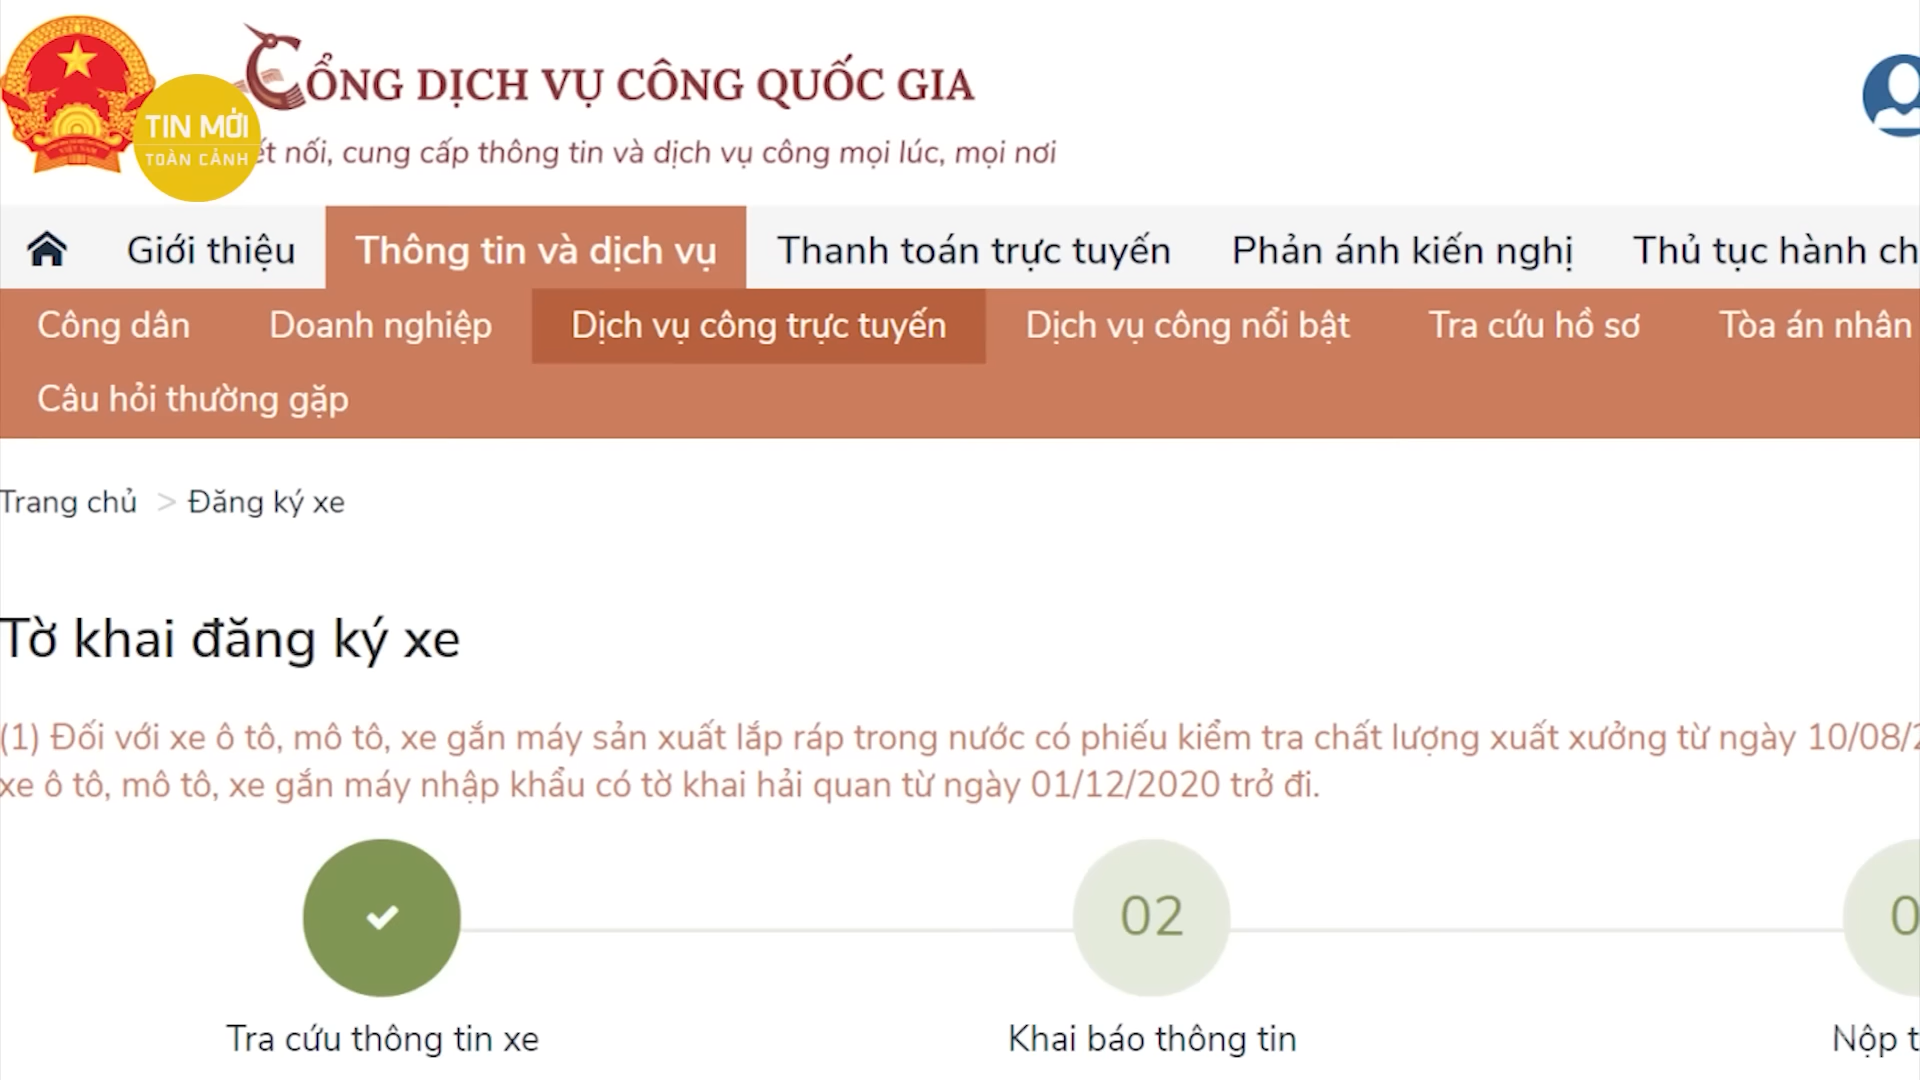 CỔNG DỊCH VỤ CÔNG QUỐC GIA
TIN MỚI
TOÀN CẢNH
nối, cung cấp thông tin và dịch vụ công mọi lúc, mọi nơi
Giới thiệu Thông tin và dịch vụ Thanh toán trực tuyến Phản ánh kiến nghị Thủ tục hành
Công dân Doanh nghiệp Dịch vụ công trực tuyến Dịch vụ công nổi bật Tra cứu hồ sơ Tòa án nhân
Câu hỏi thường gặp
Trang chủ > Đăng ký xe
Tờ khai đăng ký xe
(1) Đối với xe ô tô, mô tô, xe gắn máy sản xuất lắp ráp trong nước có phiếu kiểm tra chất lượng xuất xưởng từ ngày 10/08/
xe ô tô, mô tô, xe gắn máy nhập khẩu có tờ khai hải quan từ ngày 01/12/2020 trở đi.
02
Tra cứu thông tin xe Khai báo thông tin Nộp